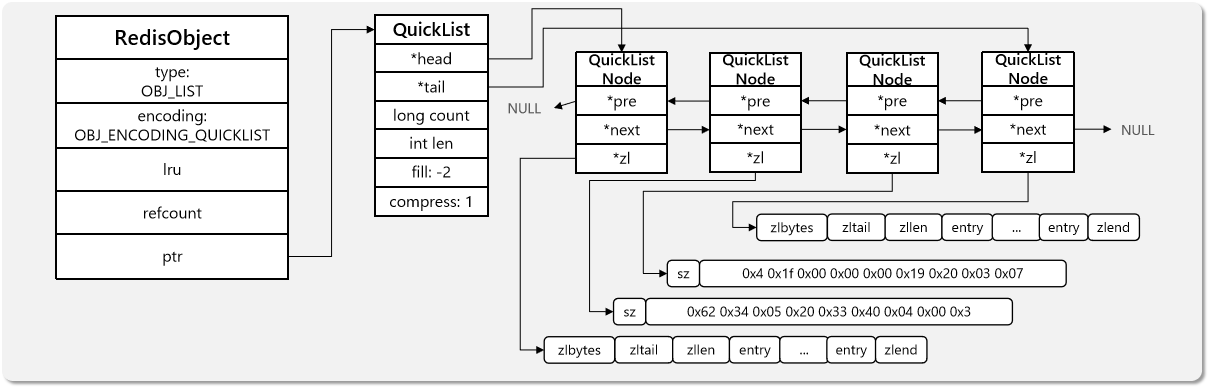 RedisObject
type:
OBJ_LIST
encoding:
OBJ_ENCODING_QUICKLIST
lru
refcount
ptr
QuickList
*head
*tail
long count
int len
fill: -2
compress: 1
NULL
QuickList
Node
*pre
*next
*zl
QuickList
Node
*pre
*next
*zl
QuickList
Node
*pre
*next
*zl
QuickList
Node
*pre
*next
*zl
NULL
zlbytes zltail zllen entry ... entry zlend
sz 0x4 0x1f 0x00 0x00 0x00 0x19 0x20 0x03 0x07
sz 0x62 0x34 0x05 0x20 0x33 0x40 0x04 0x00 0x3
zlbytes zltail zllen entry ... entry zlend